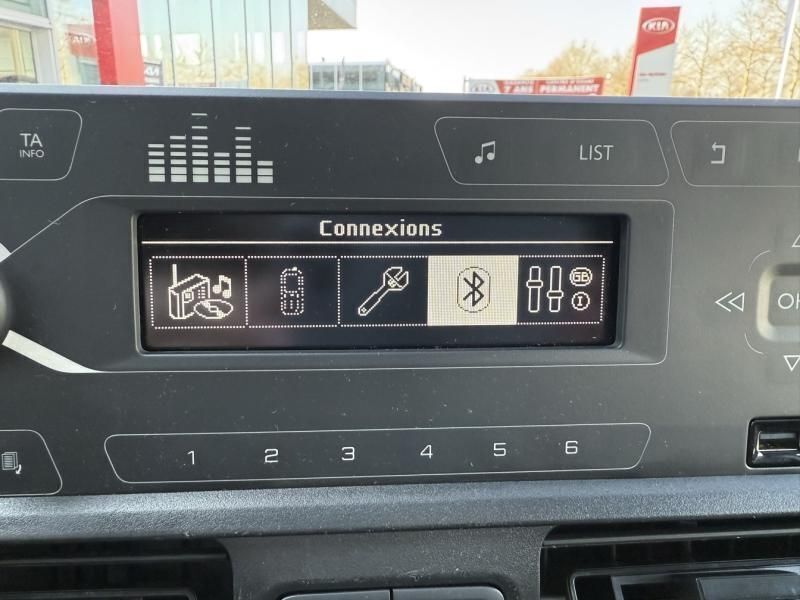 KIA
KIA
7 ANS PERMANENT
TA
INFO
LIST
Connexions
GB
I
OK
1 2 3 4 5 6